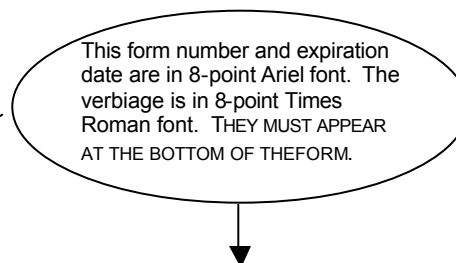 This form number and expiration
date are in 8-point Ariel font.  The
verbiage is in 8-point Times
Roman font.  THEY MUST APPEAR
AT THE BOTTOM OF THEFORM.